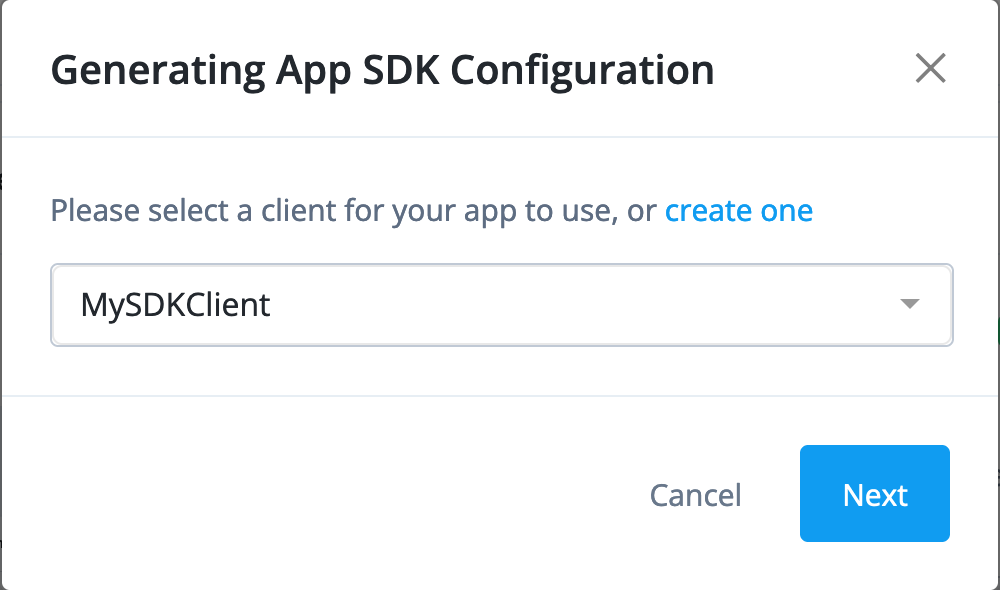 Generating App SDK Configuration
Please select a client for your app to use, or create one
MySDKClient
Cancel
Next